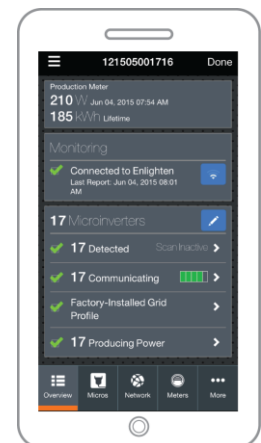 121505001716 Done
Production Meter
210 W Jun 04, 2015 07:54 AM
185 kWh Lifetime
Monitoring
Connected to Enlighten
Last Report: Jun 04, 2015 08:01
AM
17 Microinverters
17 Detected Scan Inactive
17 Communicating
Factory-Installed Grid
Profile
17 Producing Power
Overview Micros Network Meters More